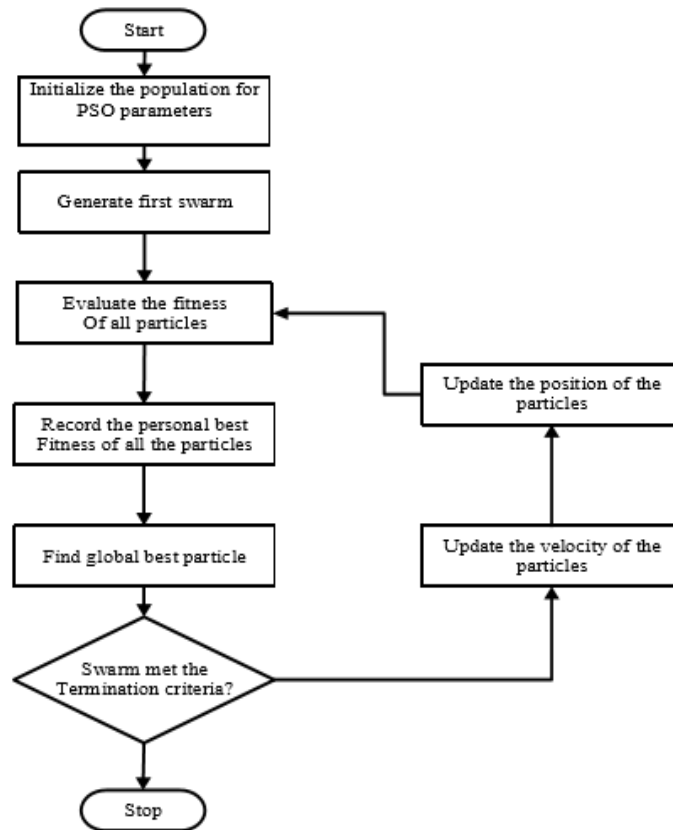 Start
Initialize the population for
PSO parameters
Generate first swarm
Evaluate the fitness
Of all particles
Record the personal best
Fitness of all the particles
Find global best particle
Swarm met the
Termination criteria?
Stop
Update the position of the
particles
Update the velocity of the
particles